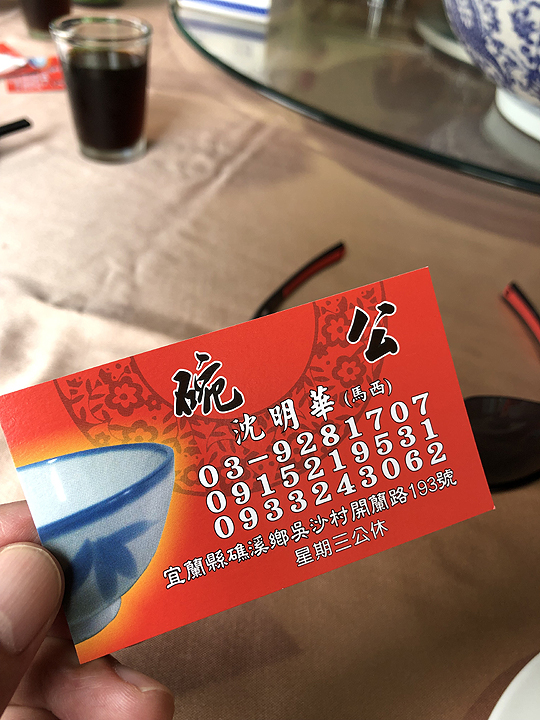 碗公
沈明華(馬西)
03-9281707
0915219531
0933243062
宜蘭縣礁溪鄉吳沙村開蘭路193號
星期三公休